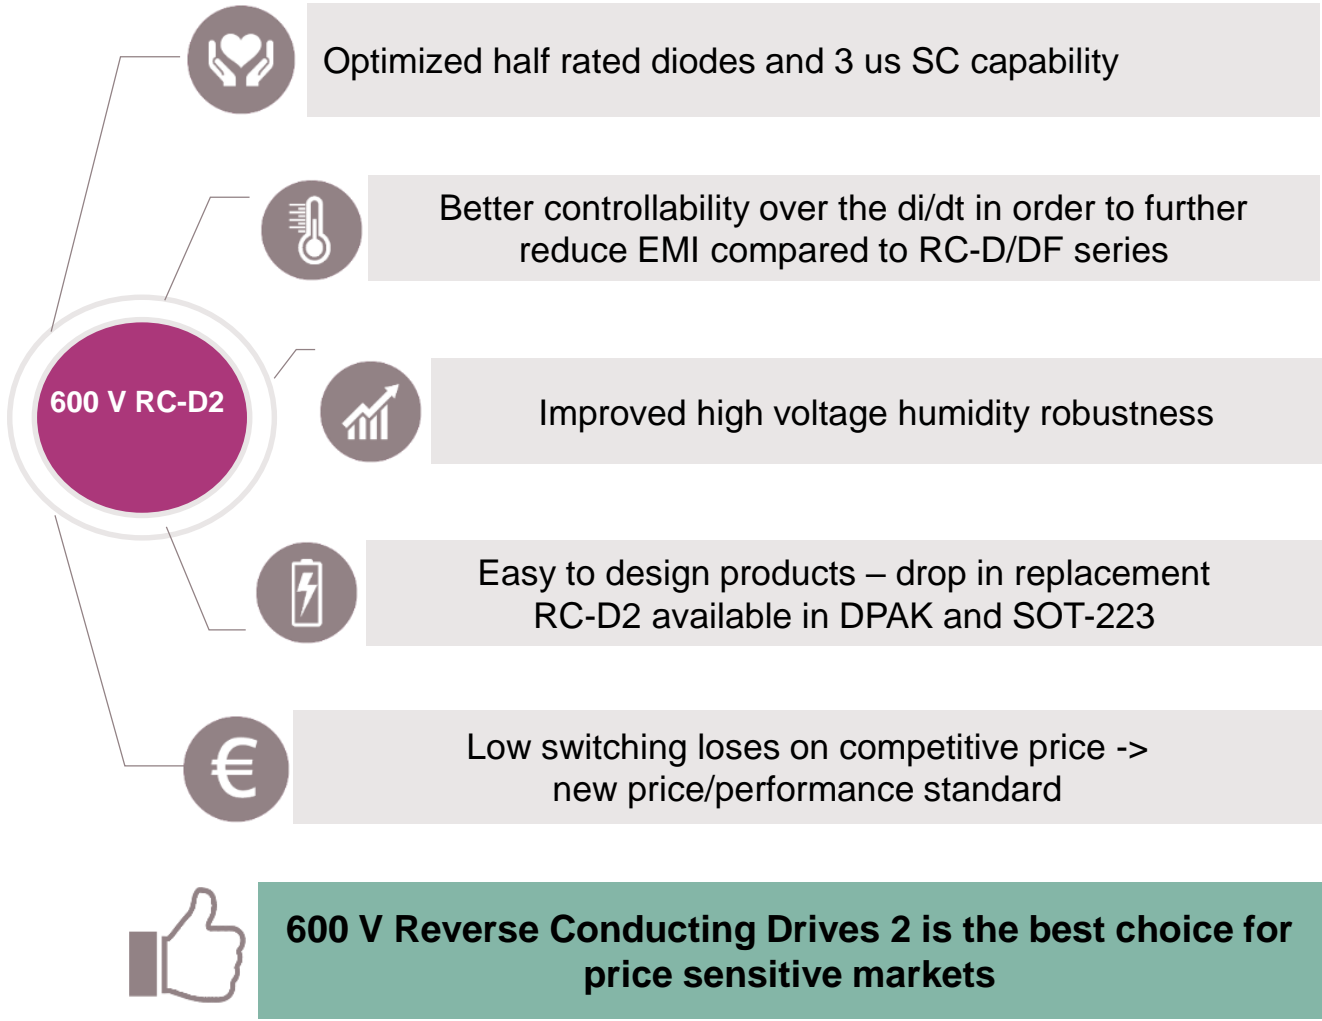 Optimized half rated diodes and 3 us SC capability
Better controllability over the di/dt in order to further
reduce EMI compared to RC-D/DF series
600 V RC-D2
Improved high voltage humidity robustness
Easy to design products – drop in replacement
RC-D2 available in DPAK and SOT-223
€
Low switching loses on competitive price ->
new price/performance standard
600 V Reverse Conducting Drives 2 is the best choice for
price sensitive markets